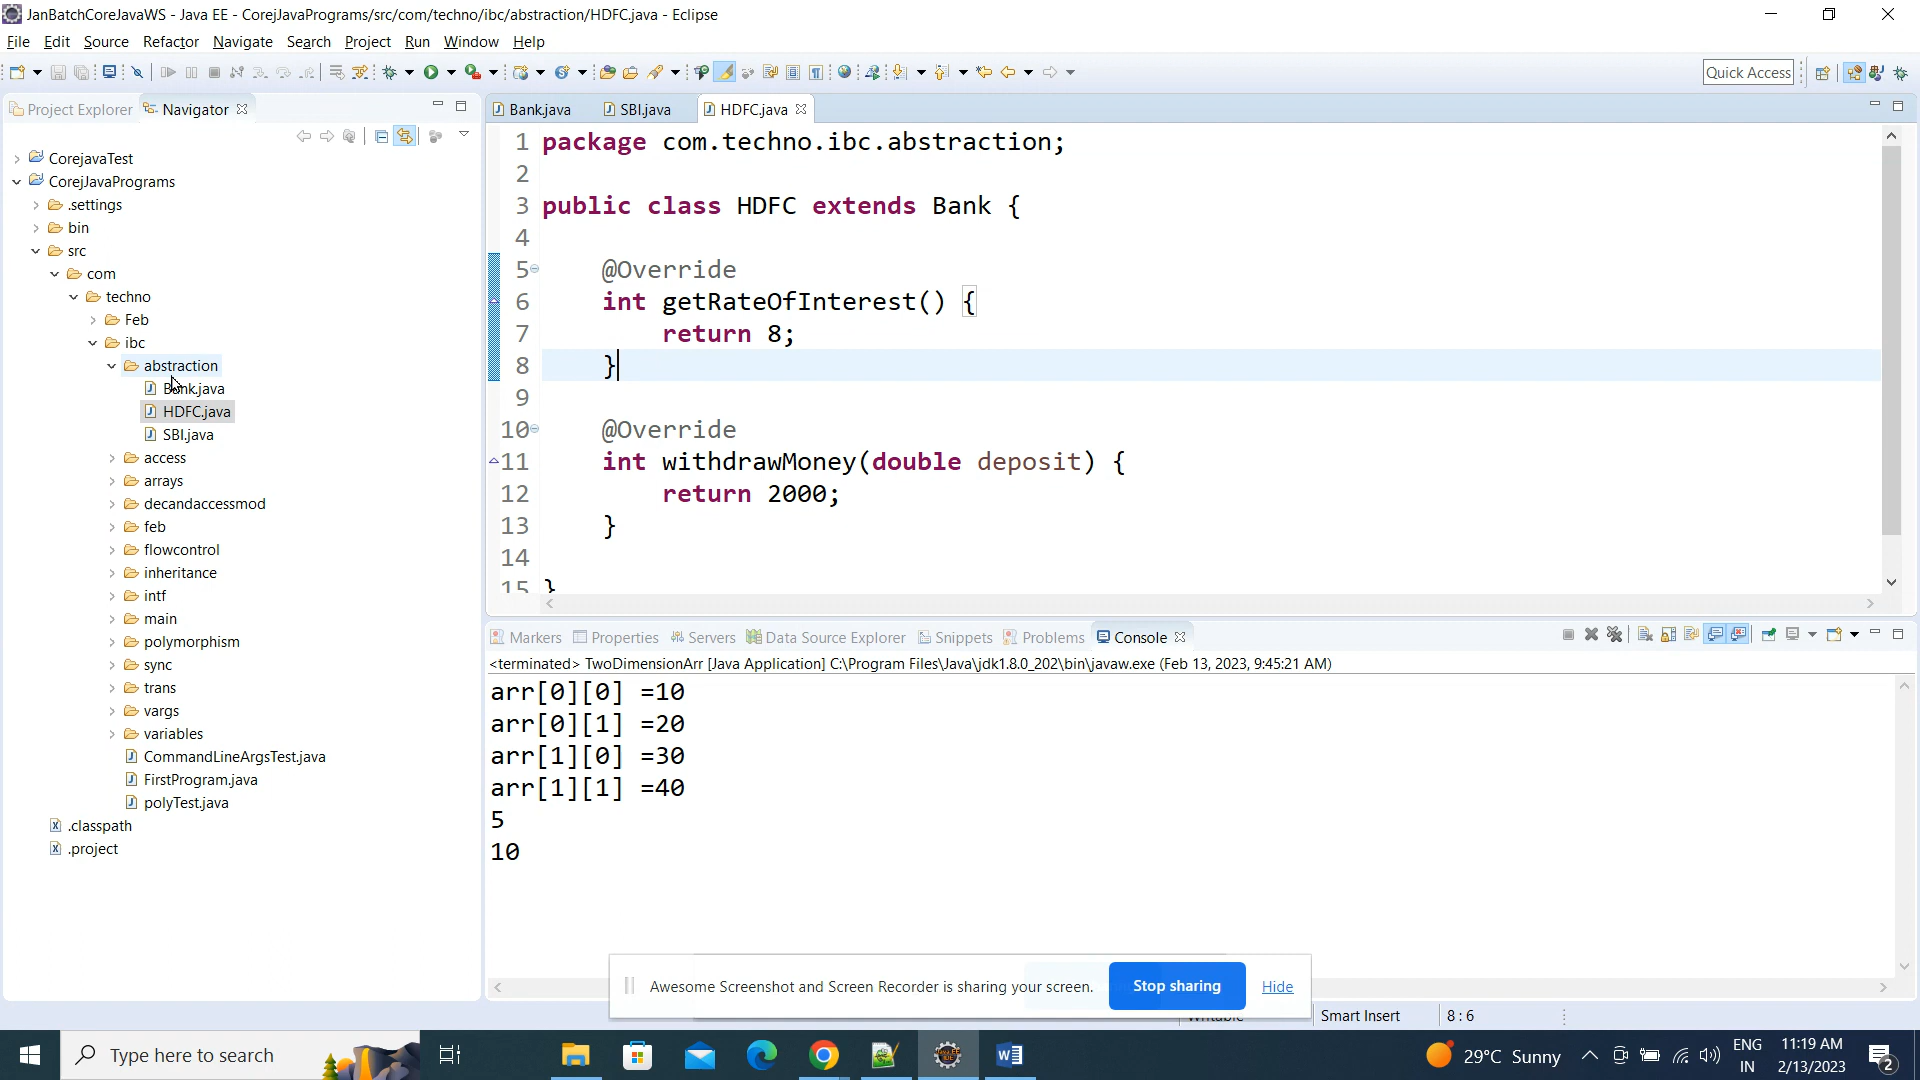 JanBatchCoreJavaWS - Java EE - CorejJavaPrograms/src/com/techno/ibc/abstraction/HDFC.java - Eclipse
File Edit Source Refactor Navigate Search Project Run Window Help
Quick Access
Project Explorer Navigator
Bank.java SBI.java HDFC.java
CorejavaTest
CorejJavaPrograms
.settings
bin
src
com
techno
Feb
ibc
abstraction
Bank.java
HDFC.java
SBI.java
access
arrays
decandaccessmod
feb
flowcontrol
inheritance
intf
main
polymorphism
sync
trans
vargs
variables
CommandLineArgsTest.java
FirstProgram.java
polyTest.java
.classpath
.project
1 package com.techno.ibc.abstraction;
2
3 public class HDFC extends Bank {
4
5 @Override
6 int getRateOfInterest() {
7 return 8;
8 }
9
10 @Override
11 int withdrawMoney(double deposit) {
12 return 2000;
13 }
14
15 }
Markers Properties Servers Data Source Explorer Snippets Problems Console
<terminated> TwoDimensionArr [Java Application] C:\Program Files\Java\jdk1.8.0_202\bin\javaw.exe (Feb 13, 2023, 9:45:21 AM)
arr[0][0] =10
arr[0][1] =20
arr[1][0] =30
arr[1][1] =40
5
10
Awesome Screenshot and Screen Recorder is sharing your screen. Stop sharing Hide
Writable Smart Insert 8 : 6
Type here to search
29°C Sunny
ENG
IN
11:19 AM
2/13/2023
2